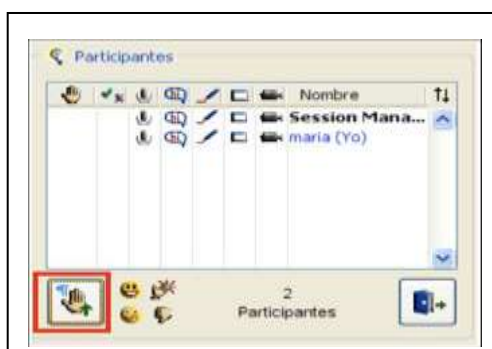 Participantes
Nombre
Session Mana...
maria (Yo)
2
Participantes